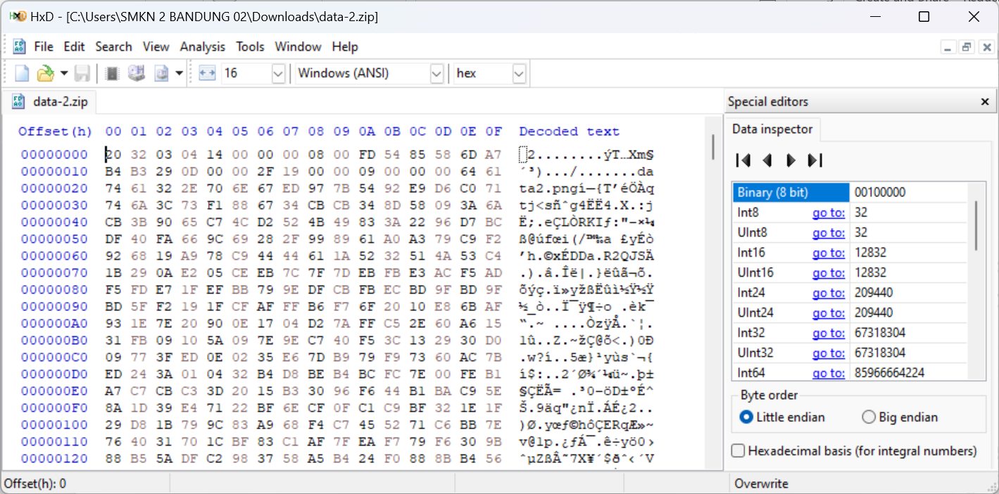 HxD - [C:\Users\SMKN 2 BANDUNG 02\Downloads\data-2.zip]
File Edit Search View Analysis Tools Window Help
16 Windows (ANSI) hex
data-2.zip
Offset(h) 00 01 02 03 04 05 06 07 08 09 0A 0B 0C 0D 0E 0F Decoded text
00000000 20 32 03 04 14 00 00 00 08 00 FD 54 85 58 6D A7 2........ýT…Xm§
00000010 B4 B3 29 0D 00 00 2F 19 00 00 09 00 00 00 64 61 ´³).../.......da
00000020 74 61 32 2E 70 6E 67 ED 97 7B 54 92 E9 D6 C0 71 ta2.pngí—{T’éÖÀq
00000030 74 6A 3C 73 F1 88 67 34 CB CB 34 8D 58 09 3A 6A tj<sñˆg4ËË4.X.:j
00000040 CB 3B 90 65 C7 4C D2 52 4B 49 83 3A 22 96 D7 BC Ë;.eÇLÒRKIƒ:"–×¼
00000050 DF 40 FA 66 9C 69 28 2F 99 89 61 A0 A3 79 C9 F2 ß@úfœi(/™‰a £yÉò
00000060 92 68 19 A9 78 C9 44 44 61 1A 52 32 51 4A 53 C4 ’h.©xÉDDa.R2QJSÄ
00000070 1B 29 0A E2 05 CE EB 7C 7F 7D EB FB E3 AC F5 AD .).â.Îë|.}ëûã¬õ.
00000080 F5 FD E7 1F EF BB 79 9E DF CB FB EC BD 9F BD 9F õýç.ï»yžßËûì½Ÿ½Ÿ
00000090 BD 5F F2 19 1F CF AF FF B6 F7 6F 20 10 E8 6B AF ½_ò..Ï¯ÿ¶÷o .èk¯
000000A0 93 1E 7E 20 90 0E 17 04 D2 7A FF C5 2E 60 A6 15 “.~ ....ÒzÿÅ.`¦.
000000B0 31 FB 09 10 5A 09 7E 9E C7 40 F5 3C 13 29 30 D0 1û..Z.~žÇ@õ<.)0Ð
000000C0 09 77 3F ED 0E 02 35 E6 7D B9 79 F9 73 60 AC 7B .w?í..5æ}¹yùs`¬{
000000D0 ED 24 3A 01 04 32 B4 D8 BE B4 BC FC 7E 00 FE B1 í$:..2´Ø¾´¼ü~.þ±
000000E0 A7 C7 CB C3 3D 20 15 B3 30 96 F6 44 B1 BA C9 5E §ÇËÃ= .³0–öD±ºÉ^
000000F0 8A 1D 39 E4 71 22 BF 6E CF 0F C1 C9 BF 32 1E 1F Š.9äq"¿nÏ.ÁÉ¿2..
00000100 29 D8 1B 79 9C 83 A9 68 F4 C7 45 52 71 C6 BB 7E )Ø.yœƒ©hôÇERqÆ»~
00000110 76 40 31 70 1C BF 83 C1 AF 7F EA F7 79 F6 30 9B v@1p.¿ƒÁ¯.ê÷yö0›
00000120 88 B5 5A DF C2 98 37 58 A5 B4 24 F0 88 8B B4 56 ˆµZßÂ˜7X¥´$ðˆ‹´V
Special editors
Data inspector
Binary (8 bit) 00100000
Int8 go to: 32
UInt8 go to: 32
Int16 go to: 12832
UInt16 go to: 12832
Int24 go to: 209440
UInt24 go to: 209440
Int32 go to: 67318304
UInt32 go to: 67318304
Int64 go to: 85966664224
Byte order
Little endian Big endian
Hexadecimal basis (for integral numbers)
Offset(h): 0 Overwrite